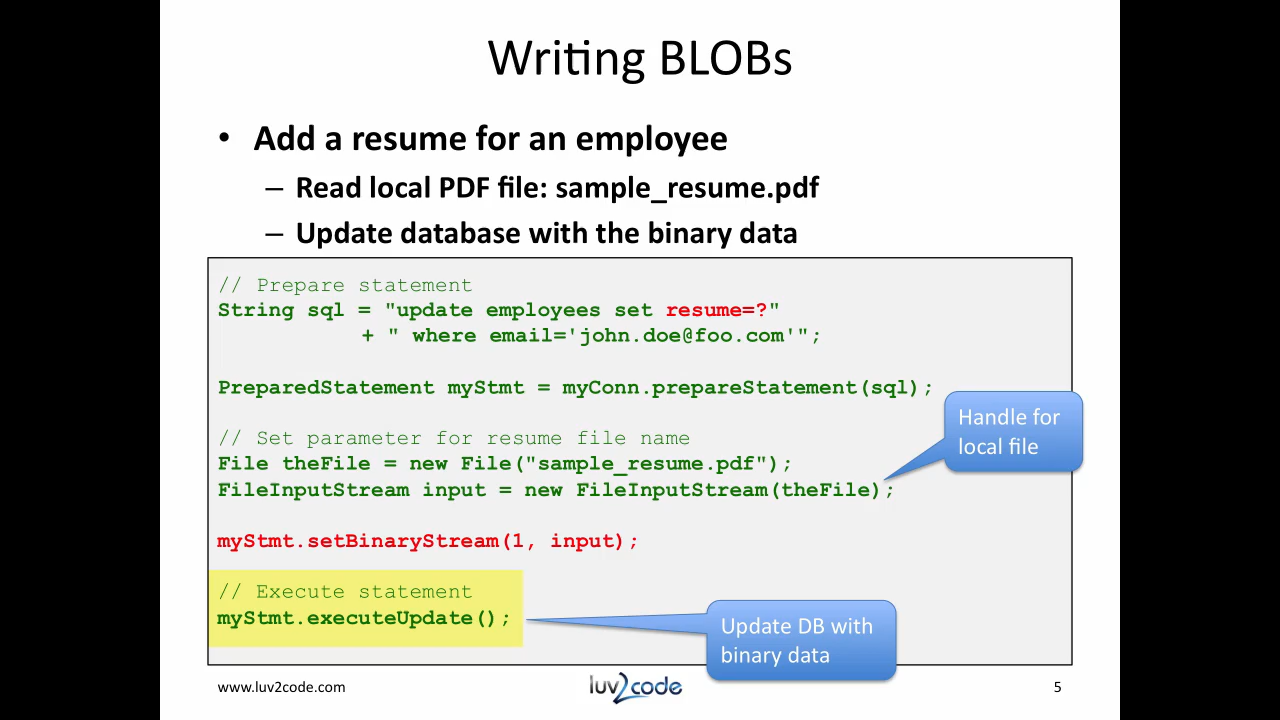 Writing BLOBs
• Add a resume for an employee
– Read local PDF file: sample_resume.pdf
– Update database with the binary data
// Prepare statement
String sql = "update employees set resume=?"
+ " where email='john.doe@foo.com'";
PreparedStatement myStmt = myConn.prepareStatement(sql);
// Set parameter for resume file name
File theFile = new File("sample_resume.pdf");
FileInputStream input = new FileInputStream(theFile);
Handle for
local file
myStmt.setBinaryStream(1, input);
// Execute statement
myStmt.executeUpdate();
Update DB with
binary data
www.luv2code.com
luv2code
5